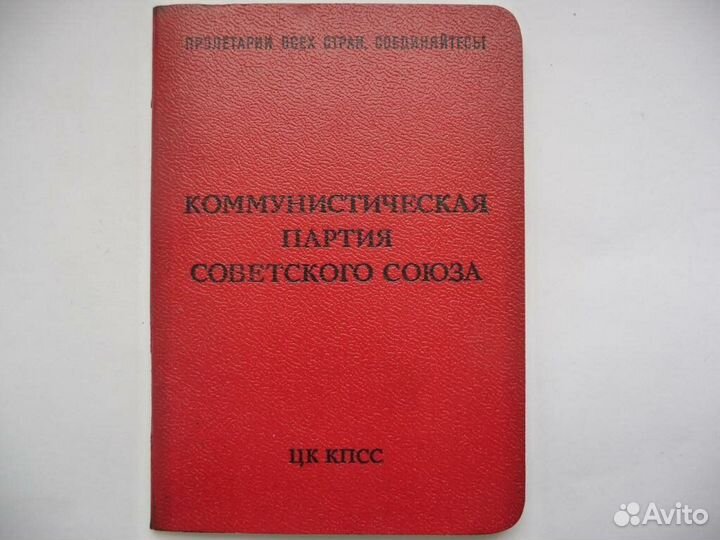 ПРОЛЕТАРИИ ВСЕХ СТРАН, СОЕДИНЯЙТЕСЬ!
КОММУНИСТИЧЕСКАЯ
ПАРТИЯ
СОВЕТСКОГО СОЮЗА
ЦК КПСС
Avito